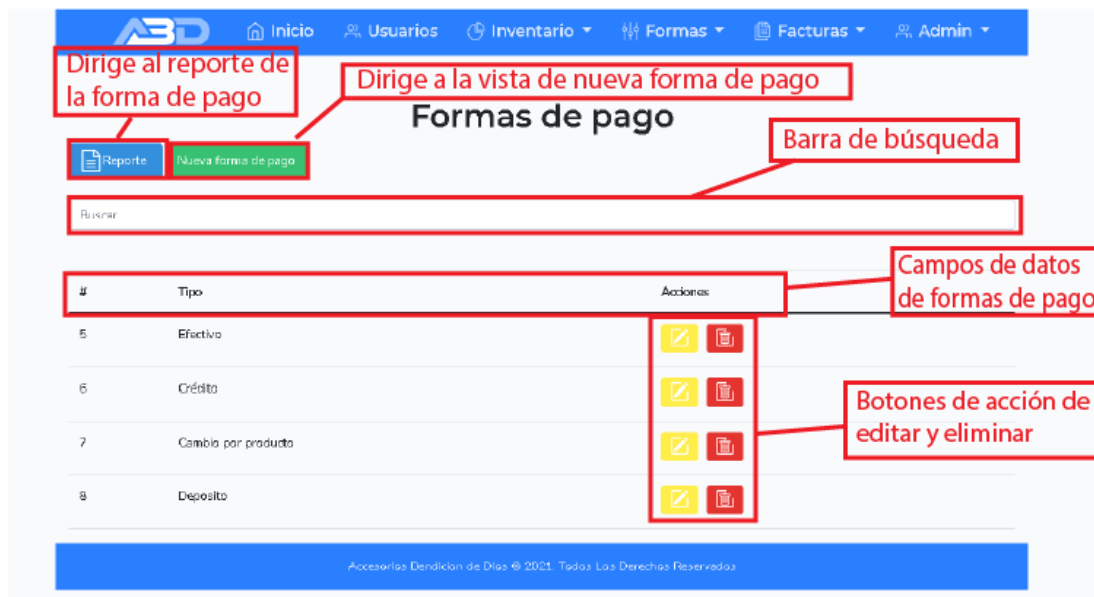 ABD Inicio Usuarios Inventario Formas Facturas Admin
Dirige al reporte de
la forma de pago
Dirige a la vista de nueva forma de pago
Formas de pago
Barra de búsqueda
Reporte Nueva forma de pago
Buscar
Campos de datos
de formas de pago
# Tipo Acciones
5 Efectivo
6 Crédito
Botones de acción de
editar y eliminar
7 Cambio por producto
8 Deposito
Accesorios Bendicion de Dios © 2021. Todos Los Derechos Reservados